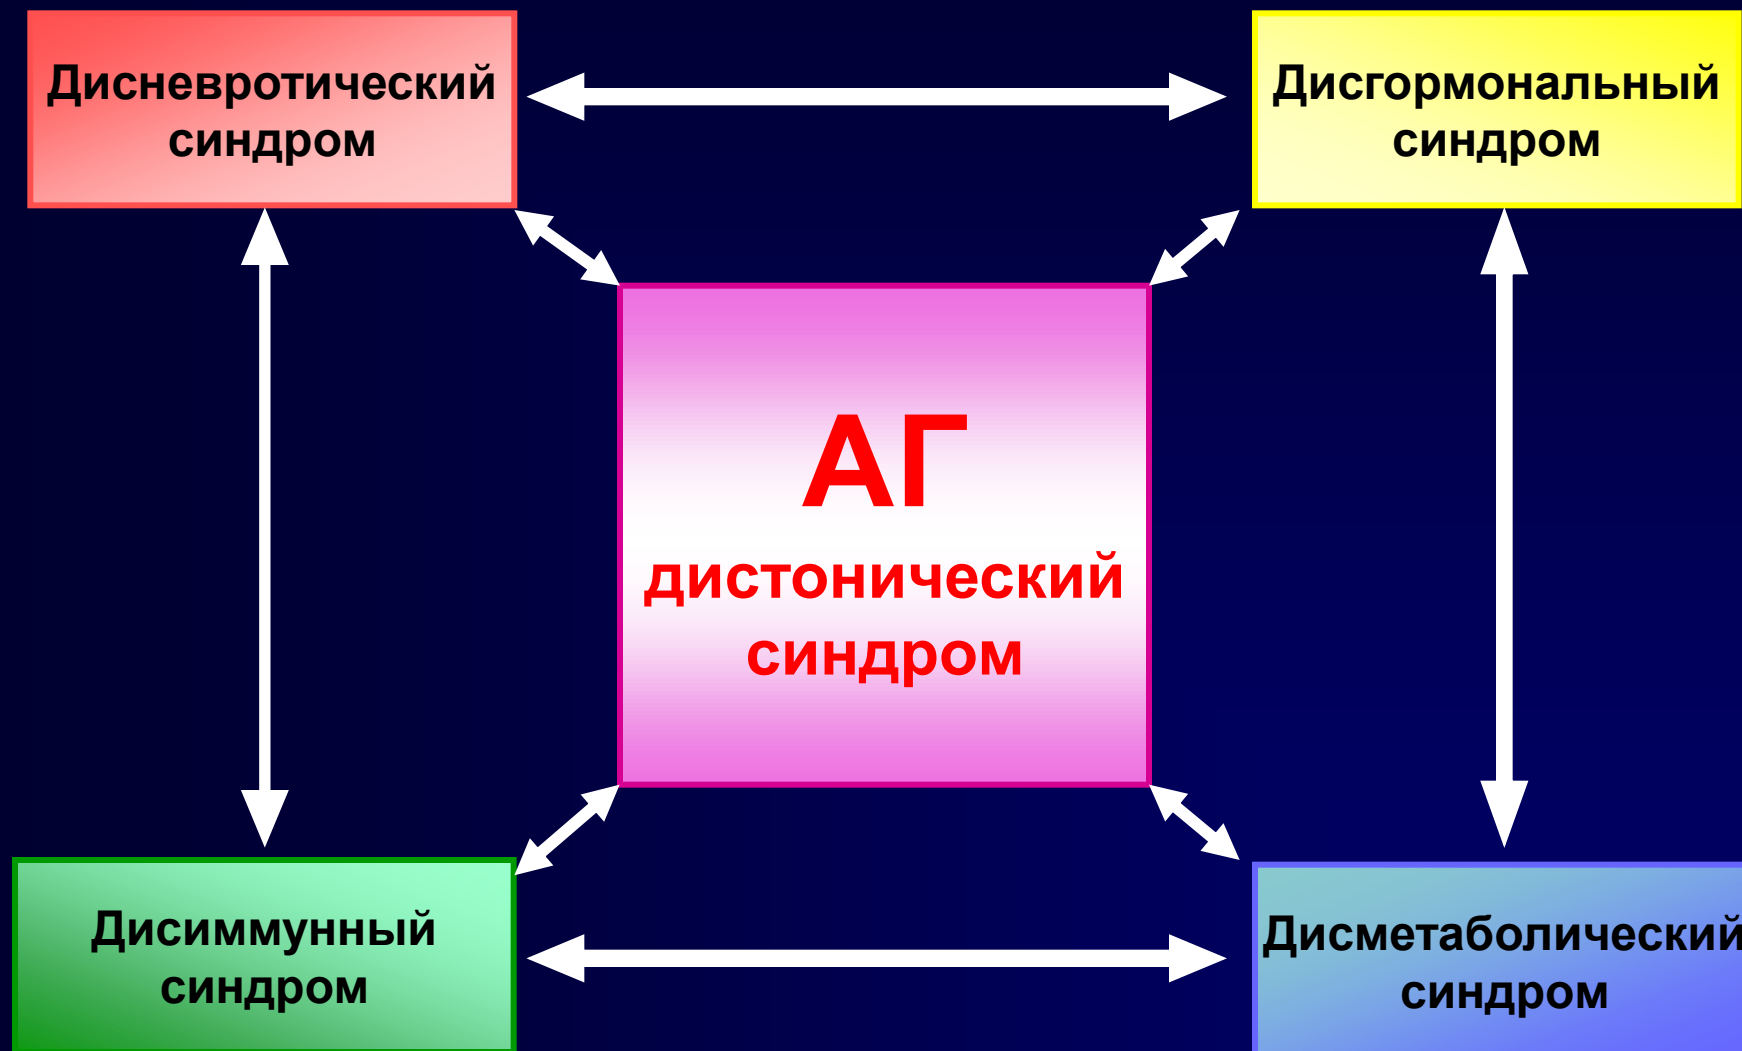 Дисневротический
синдром
Дисгормональный
синдром
АГ
дистонический
синдром
Дисиммунный
синдром
Дисметаболический
синдром